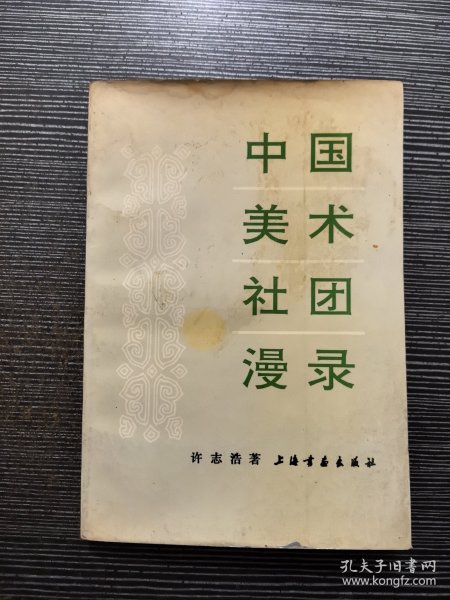 中国
美术
社团
漫录
许志浩著 上海书画出版社
孔夫子旧书网
www.kongfz.com